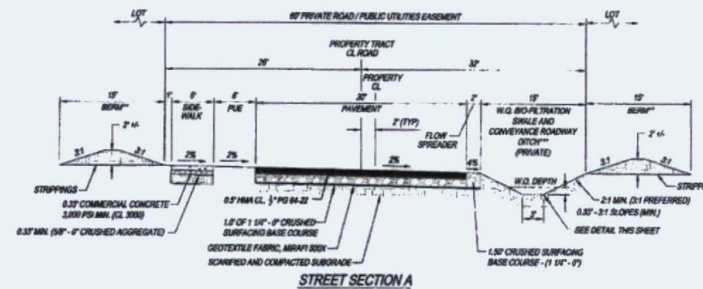 LOT
60' PRIVATE ROAD / PUBLIC UTILITIES EASEMENT
LOT
PROPERTY TRACT
CL ROAD
PROPERTY
CL
15'
BERM**
1'
SIDE-
WALK
6'
PUE
30'
PAVEMENT
2' (TYP)
FLOW
SPREADER
2'
15'
W.Q. BIO-FILTRATION
SWALE AND
CONVEYANCE ROADWAY
DITCH***
(PRIVATE)
15'
BERM**
2' +/-
3:1
3:1
2%
2%
2%
4%
W.Q. DEPTH
3:1
3:1
2' +/-
STRIPPINGS
0.33' COMMERCIAL CONCRETE
3,000 PSI MIN. (CL 3000)
0.33' MIN. (5/8" - 0" CRUSHED AGGREGATE)
0.5' HMA CL. ½" PG 64-22
1.0' OF 1 1/4" - 0" CRUSHED
SURFACING BASE COURSE
GEOTEXTILE FABRIC, MIRAFI 500X
SCARIFIED AND COMPACTED SUBGRADE
2:1 MIN. (3:1 PREFERRED)
0.33' - 3:1 SLOPES (MIN.)
SEE DETAIL THIS SHEET
1.50' CRUSHED SURFACING
BASE COURSE - (1 1/4" - 0")
STREET SECTION A